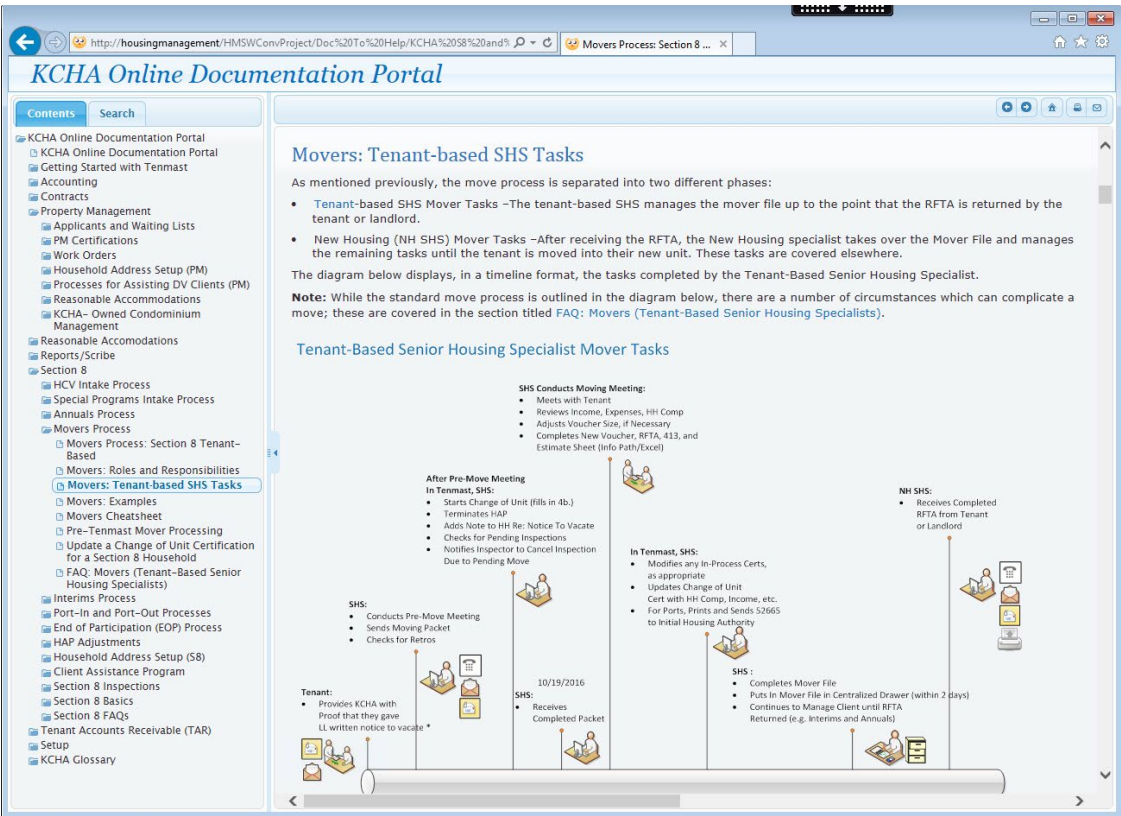 http://housingmanagement/HMSWConvProject/Doc%20To%20Help/KCHA%20S8%20and%
Movers Process: Section 8 ...
KCHA Online Documentation Portal
Contents
Search
KCHA Online Documentation Portal
KCHA Online Documentation Portal
Getting Started with Tenmast
Accounting
Contracts
Property Management
Applicants and Waiting Lists
PM Certifications
Work Orders
Household Address Setup (PM)
Processes for Assisting DV Clients (PM)
Reasonable Accommodations
KCHA- Owned Condominium
Management
Reasonable Accomodations
Reports/Scribe
Section 8
HCV Intake Process
Special Programs Intake Process
Annuals Process
Movers Process
Movers Process: Section 8 Tenant-
Based
Movers: Roles and Responsibilities
Movers: Tenant-based SHS Tasks
Movers: Examples
Movers Cheatsheet
Pre-Tenmast Mover Processing
Update a Change of Unit Certification
for a Section 8 Household
FAQ: Movers (Tenant-Based Senior
Housing Specialists)
Interims Process
Port-In and Port-Out Processes
End of Participation (EOP) Process
HAP Adjustments
Household Address Setup (S8)
Client Assistance Program
Section 8 Inspections
Section 8 Basics
Section 8 FAQs
Tenant Accounts Receivable (TAR)
Setup
KCHA Glossary
Movers: Tenant-based SHS Tasks
As mentioned previously, the move process is separated into two different phases:
• Tenant-based SHS Mover Tasks –The tenant-based SHS manages the mover file up to the point that the RFTA is returned by the
tenant or landlord.
• New Housing (NH SHS) Mover Tasks –After receiving the RFTA, the New Housing specialist takes over the Mover File and manages
the remaining tasks until the tenant is moved into their new unit. These tasks are covered elsewhere.
The diagram below displays, in a timeline format, the tasks completed by the Tenant-Based Senior Housing Specialist.
Note: While the standard move process is outlined in the diagram below, there are a number of circumstances which can complicate a
move; these are covered in the section titled FAQ: Movers (Tenant-Based Senior Housing Specialists).
Tenant-Based Senior Housing Specialist Mover Tasks
SHS Conducts Moving Meeting:
• Meets with Tenant
• Reviews Income, Expenses, HH Comp
• Adjusts Voucher Size, if Necessary
• Completes New Voucher, RFTA, 413, and
Estimate Sheet (Info Path/Excel)
After Pre-Move Meeting
In Tenmast, SHS:
• Starts Change of Unit (fills in 4b.)
• Terminates HAP
• Adds Note to HH Re: Notice To Vacate
• Checks for Pending Inspections
• Notifies Inspector to Cancel Inspection
Due to Pending Move
NH SHS:
• Receives Completed
RFTA from Tenant
or Landlord
In Tenmast, SHS:
• Modifies any In-Process Certs,
as appropriate
• Updates Change of Unit
Cert with HH Comp, Income, etc.
• For Ports, Prints and Sends 52665
to Initial Housing Authority
SHS:
• Conducts Pre-Move Meeting
• Sends Moving Packet
• Checks for Retros
SHS :
• Completes Mover File
• Puts In Mover File in Centralized Drawer (within 2 days)
• Continues to Manage Client until RFTA
Returned (e.g. Interims and Annuals)
10/19/2016
SHS:
• Receives
Completed Packet
Tenant:
• Provides KCHA with
Proof that they gave
LL written notice to vacate *